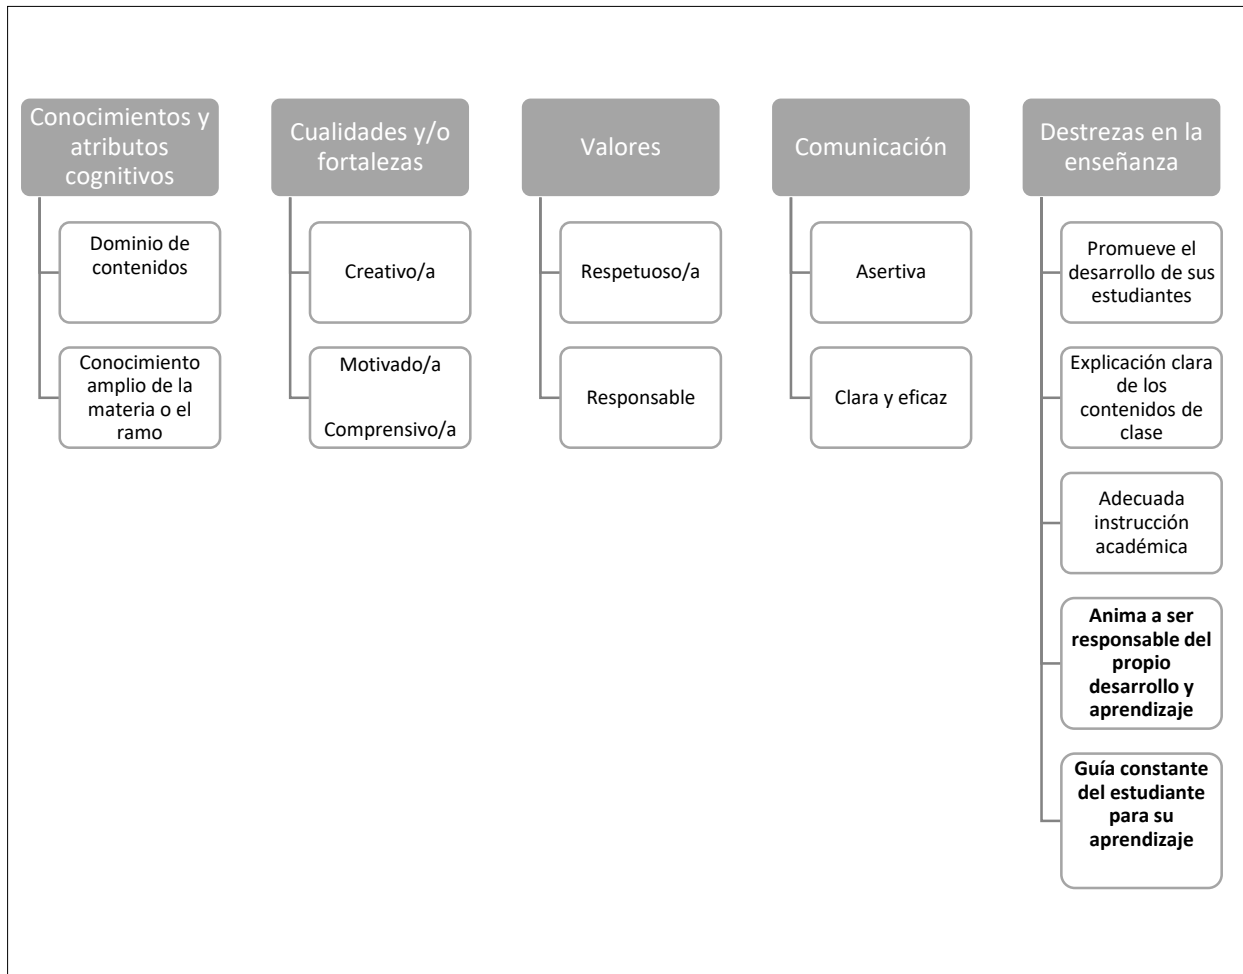 Conocimientos y
atributos
cognitivos
Dominio de
contenidos
Conocimiento
amplio de la
materia o el
ramo
Cualidades y/o
fortalezas
Creativo/a
Motivado/a
Comprensivo/a
Valores
Respetuoso/a
Responsable
Comunicación
Asertiva
Clara y eficaz
Destrezas en la
enseñanza
Promueve el
desarrollo de sus
estudiantes
Explicación clara
de los
contenidos de
clase
Adecuada
instrucción
académica
Anima a ser
responsable del
propio
desarrollo y
aprendizaje
Guía constante
del estudiante
para su
aprendizaje